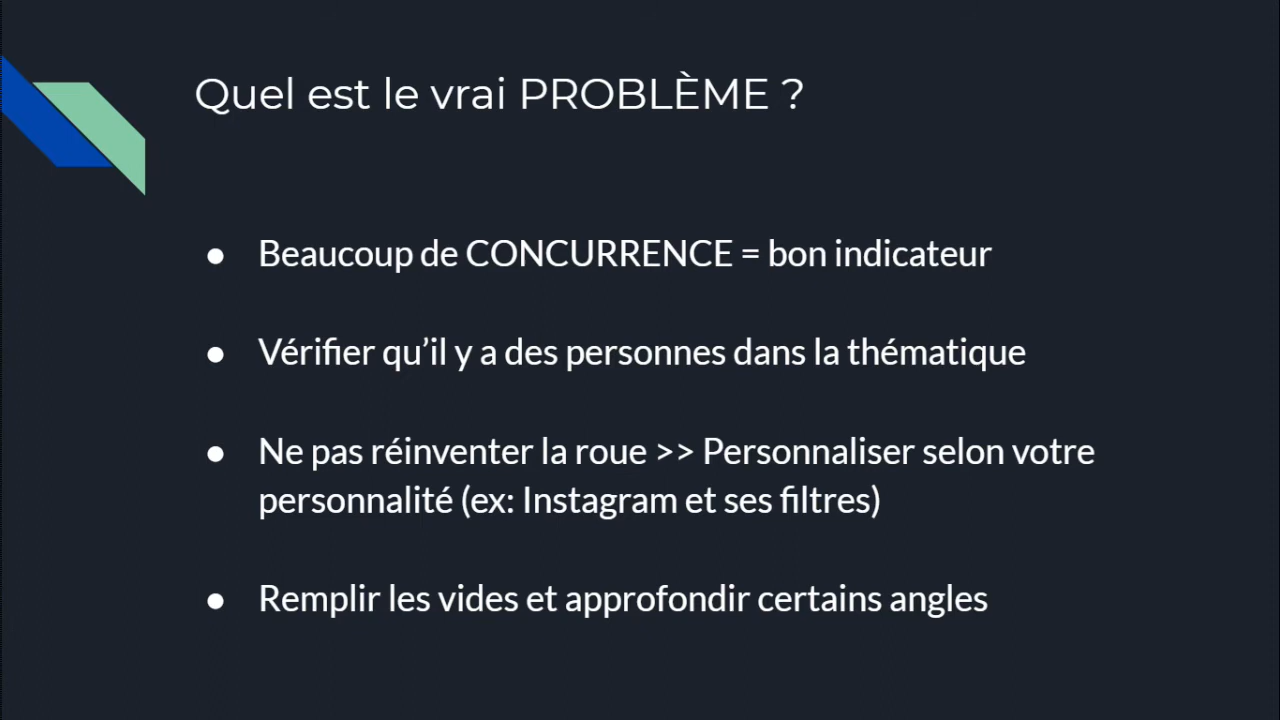 Quel est le vrai PROBLÈME ?
● Beaucoup de CONCURRENCE = bon indicateur
● Vérifier qu’il y a des personnes dans la thématique
● Ne pas réinventer la roue >> Personnaliser selon votre
personnalité (ex: Instagram et ses filtres)
● Remplir les vides et approfondir certains angles